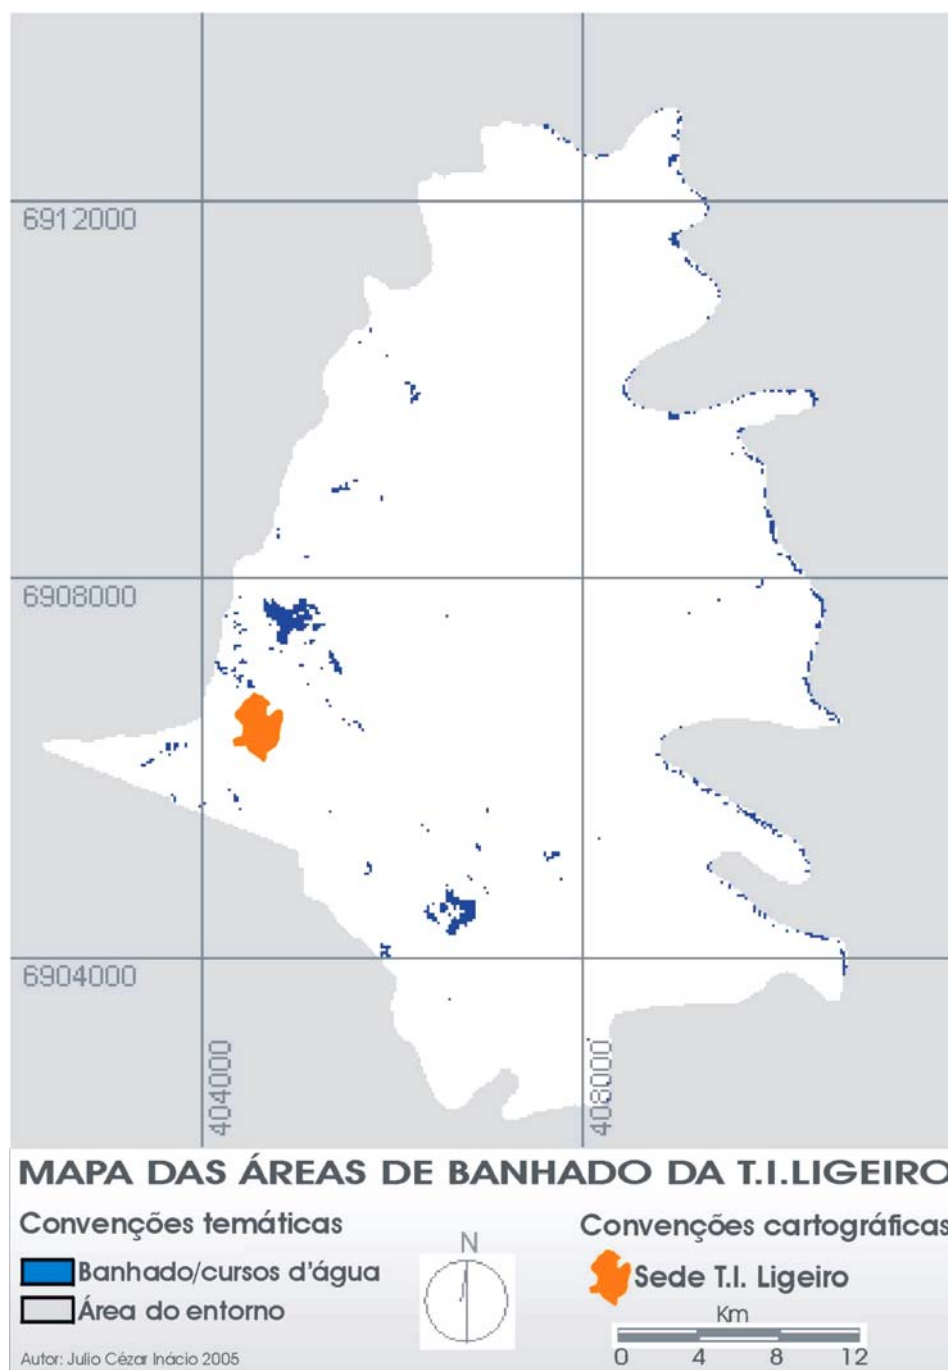 6912000
6908000
6904000
404000
408000
MAPA DAS ÁREAS DE BANHADO DA T.I.LIGEIRO
Convenções temáticas
Banhado/cursos d'água
Área do entorno
Autor: Julio Cézar Inácio 2005
N
Convenções cartográficas
Sede T.I. Ligeiro
Km
0 4 8 12